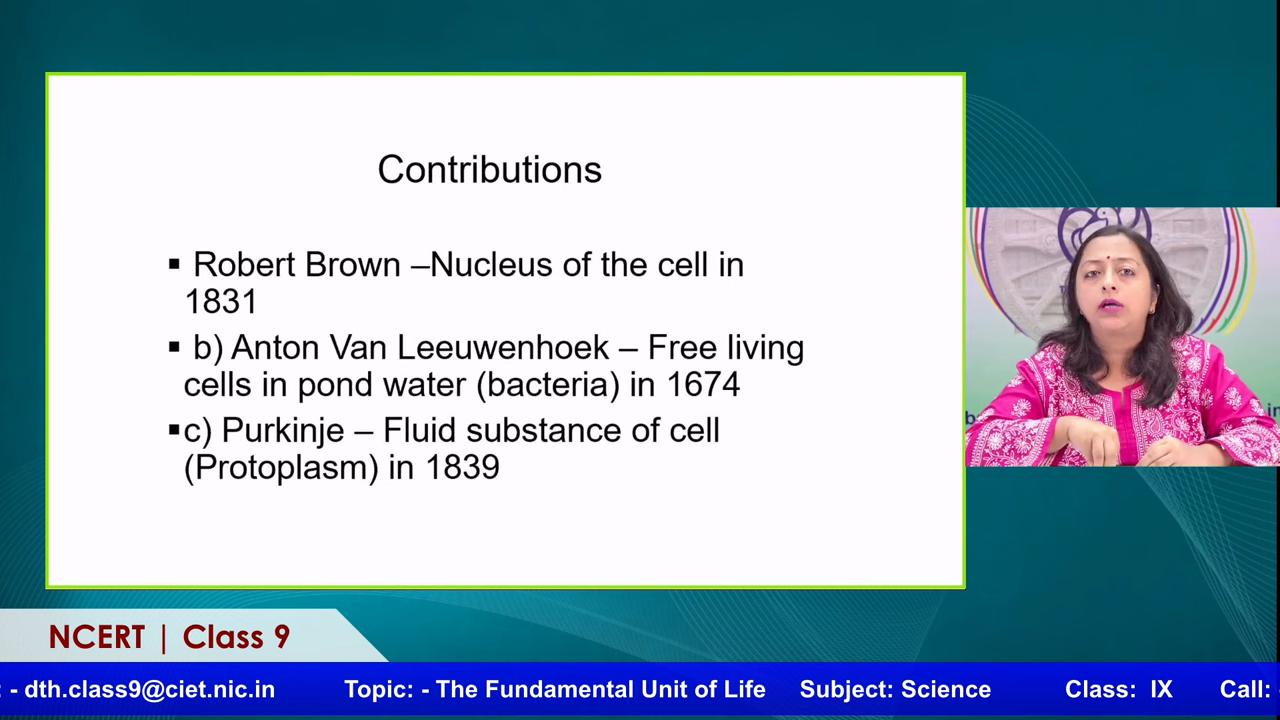 Contributions
▪ Robert Brown –Nucleus of the cell in
1831
▪ b) Anton Van Leeuwenhoek – Free living
cells in pond water (bacteria) in 1674
▪c) Purkinje – Fluid substance of cell
(Protoplasm) in 1839
NCERT | Class 9
: - dth.class9@ciet.nic.in Topic: - The Fundamental Unit of Life Subject: Science Class: IX Call: